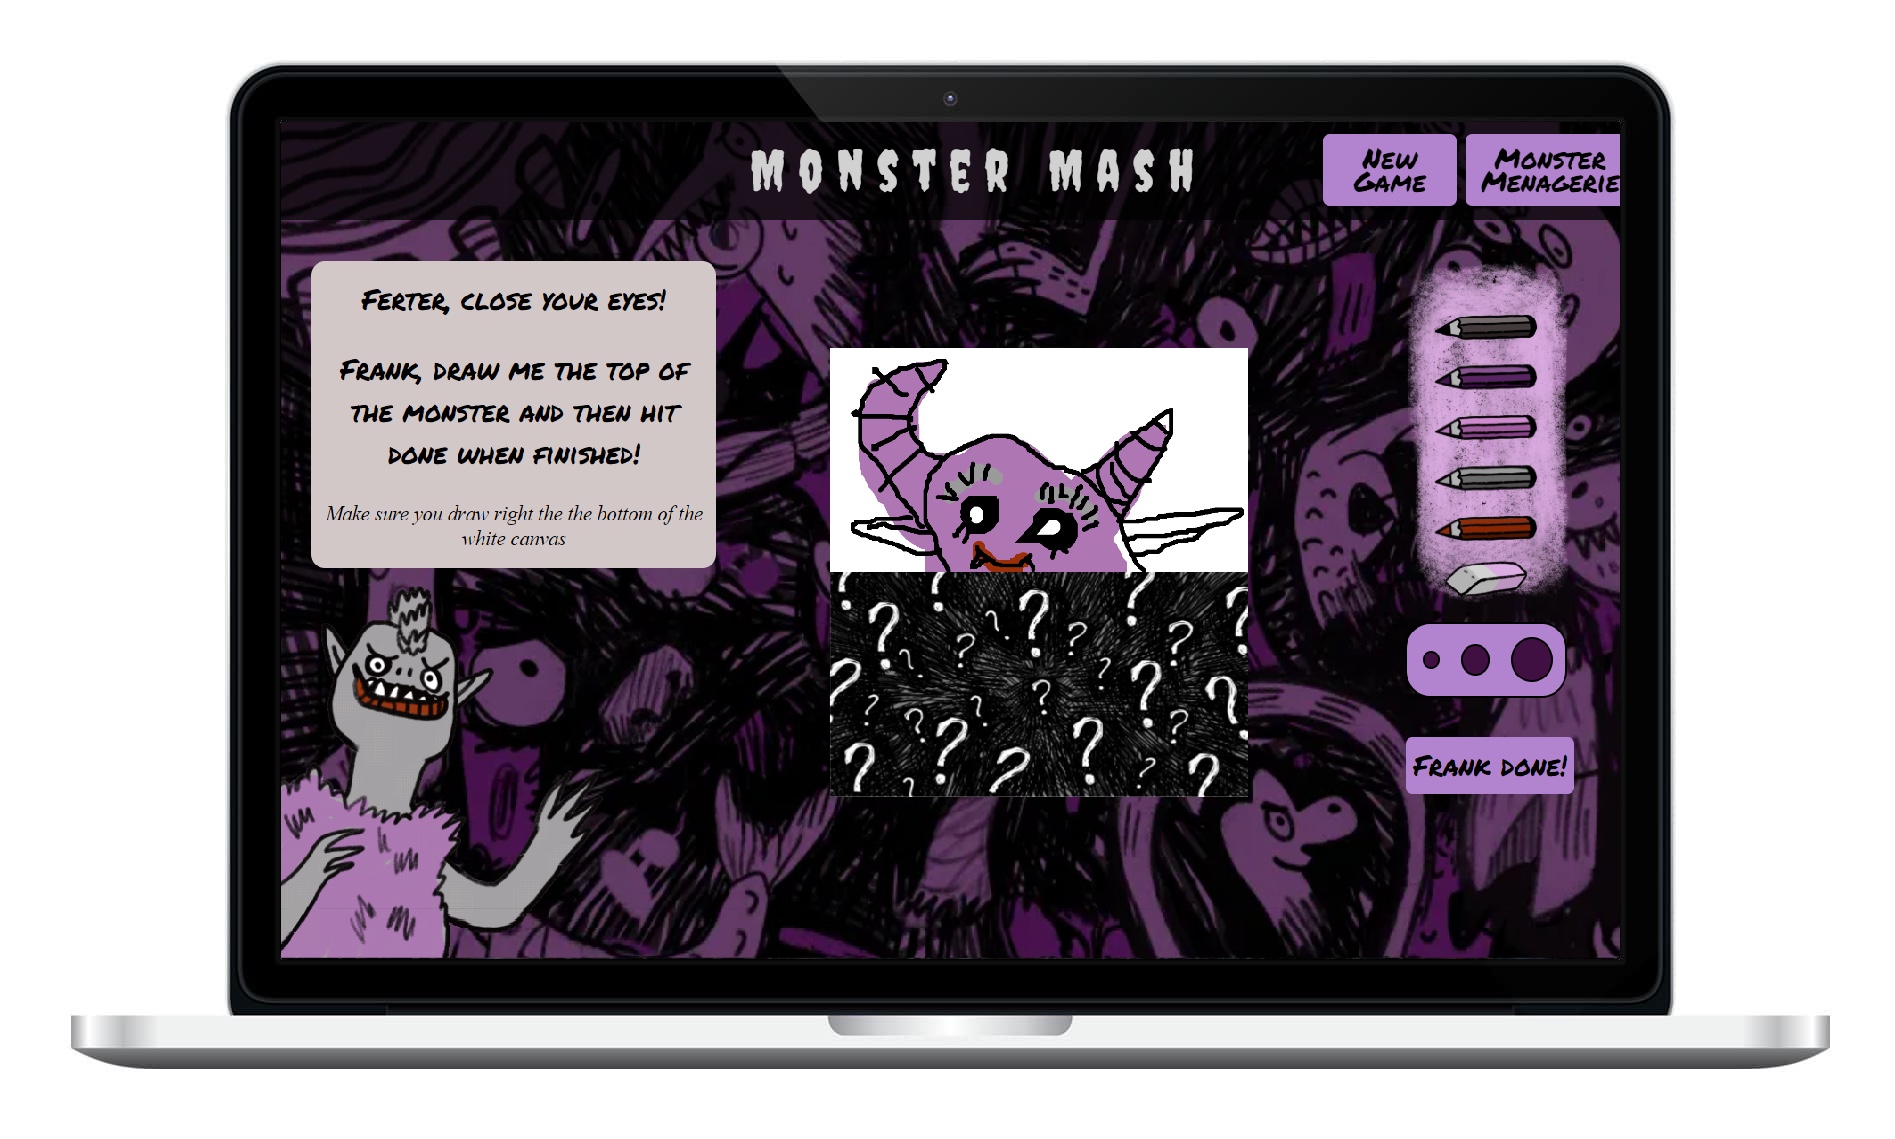 MONSTER MASH
NEW
GAME
MONSTER
MENAGERIE
FERTER, CLOSE YOUR EYES!
FRANK, DRAW ME THE TOP OF
THE MONSTER AND THEN HIT
DONE WHEN FINISHED!
Make sure you draw right the the bottom of the
white canvas
? ? ? ? ? ? ? ? ? ? ? ? ? ? ? ? ? ? ? ? ? ? ? ? ? ?
FRANK DONE!